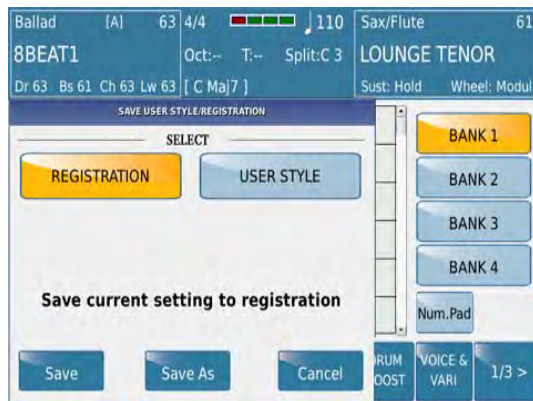 Ballad [A] 63 4/4 110 Sax/Flute 61
8BEAT1 Oct:-- T:-- Split:C 3 LOUNGE TENOR
Dr 63 Bs 61 Ch 63 Lw 63 [ C Maj7 ] Sust: Hold Wheel: Modul
SAVE USER STYLE/REGISTRATION
SELECT
REGISTRATION USER STYLE
Save current setting to registration
Save Save As Cancel
BANK 1
BANK 2
BANK 3
BANK 4
Num.Pad
VOICE &
VARI
1/3 >